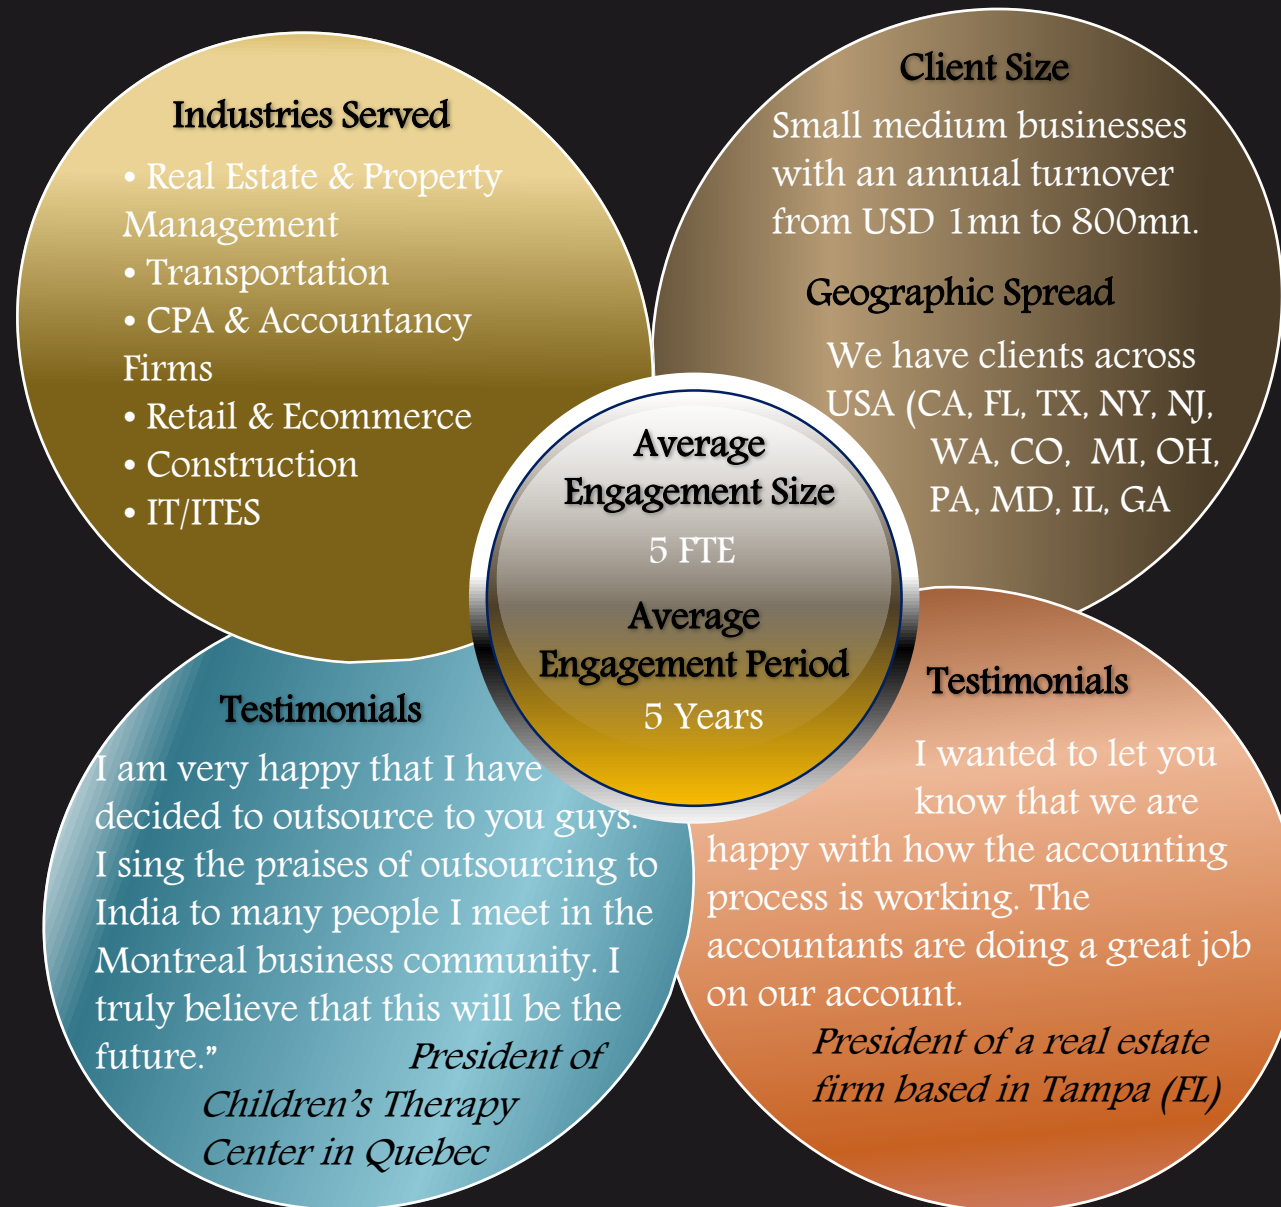 Industries Served
• Real Estate & Property
Management
• Transportation
• CPA & Accountancy
Firms
• Retail & Ecommerce
• Construction
• IT/ITES
Client Size
Small medium businesses
with an annual turnover
from USD 1mn to 800mn.
Geographic Spread
We have clients across
USA (CA, FL, TX, NY, NJ,
WA, CO,  MI, OH,
PA, MD, IL, GA
Average
Engagement Size
5 FTE
Average
Engagement Period
5 Years
Testimonials
I am very happy that I have
decided to outsource to you guys.
I sing the praises of outsourcing to
India to many people I meet in the
Montreal business community. I
truly believe that this will be the
future.” President of
Children’s Therapy
Center in Quebec
Testimonials
I wanted to let you
know that we are
happy with how the accounting
process is working. The
accountants are doing a great job
on our account.
President of a real estate
firm based in Tampa (FL)